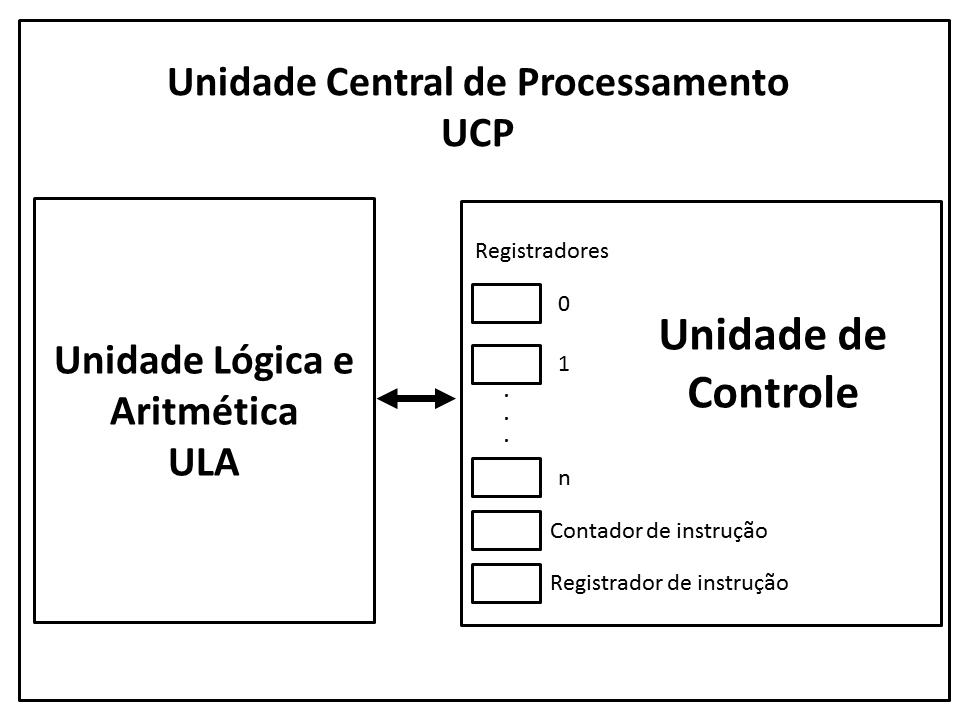 Unidade Central de Processamento
UCP
Unidade Lógica e
Aritmética
ULA
Registradores
0
1
.
.
.
n
Contador de instrução
Registrador de instrução
Unidade de
Controle